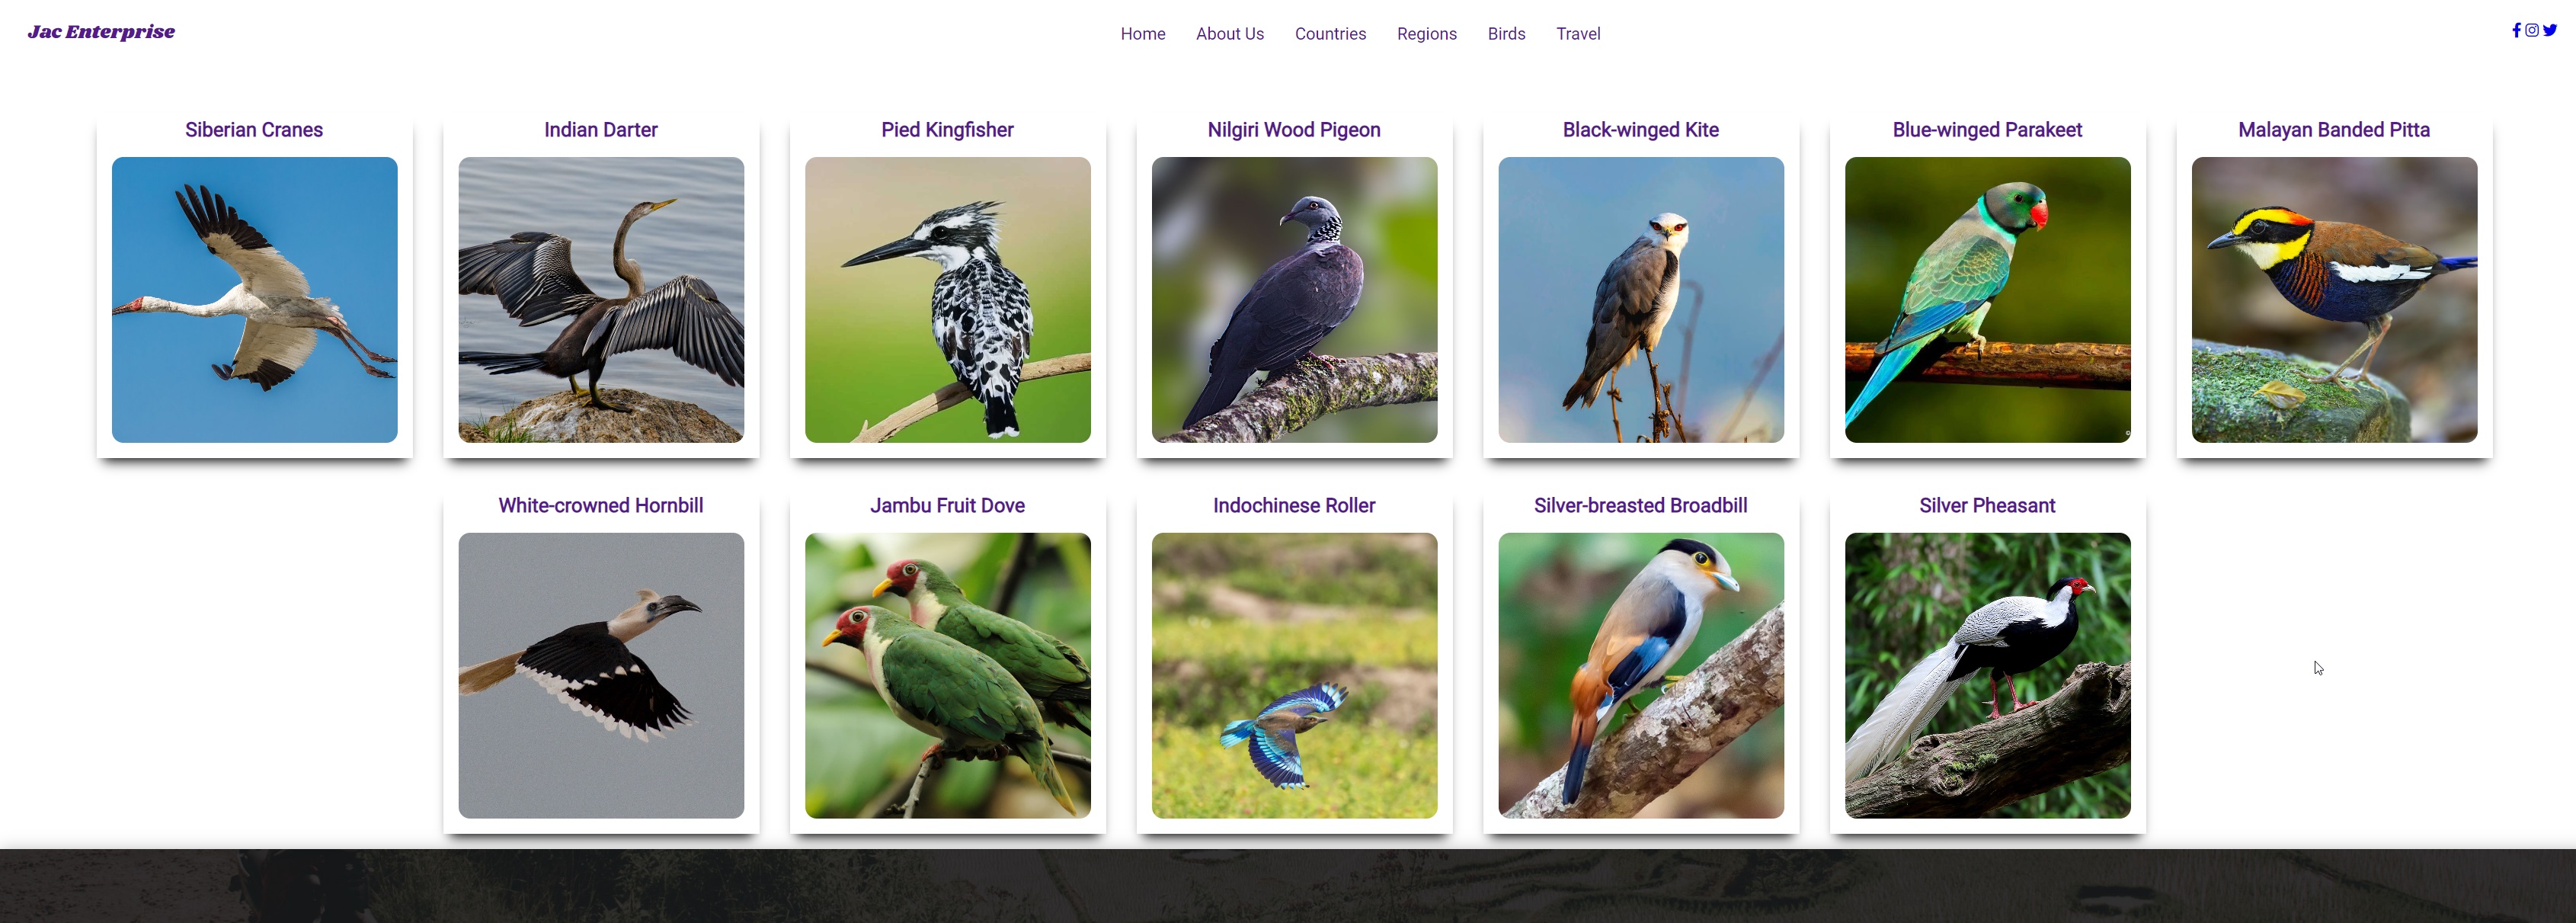 Jac Enterprise
Home About Us Countries Regions Birds Travel
Siberian Cranes
Indian Darter
Pied Kingfisher
Nilgiri Wood Pigeon
Black-winged Kite
Blue-winged Parakeet
Malayan Banded Pitta
White-crowned Hornbill
Jambu Fruit Dove
Indochinese Roller
Silver-breasted Broadbill
Silver Pheasant